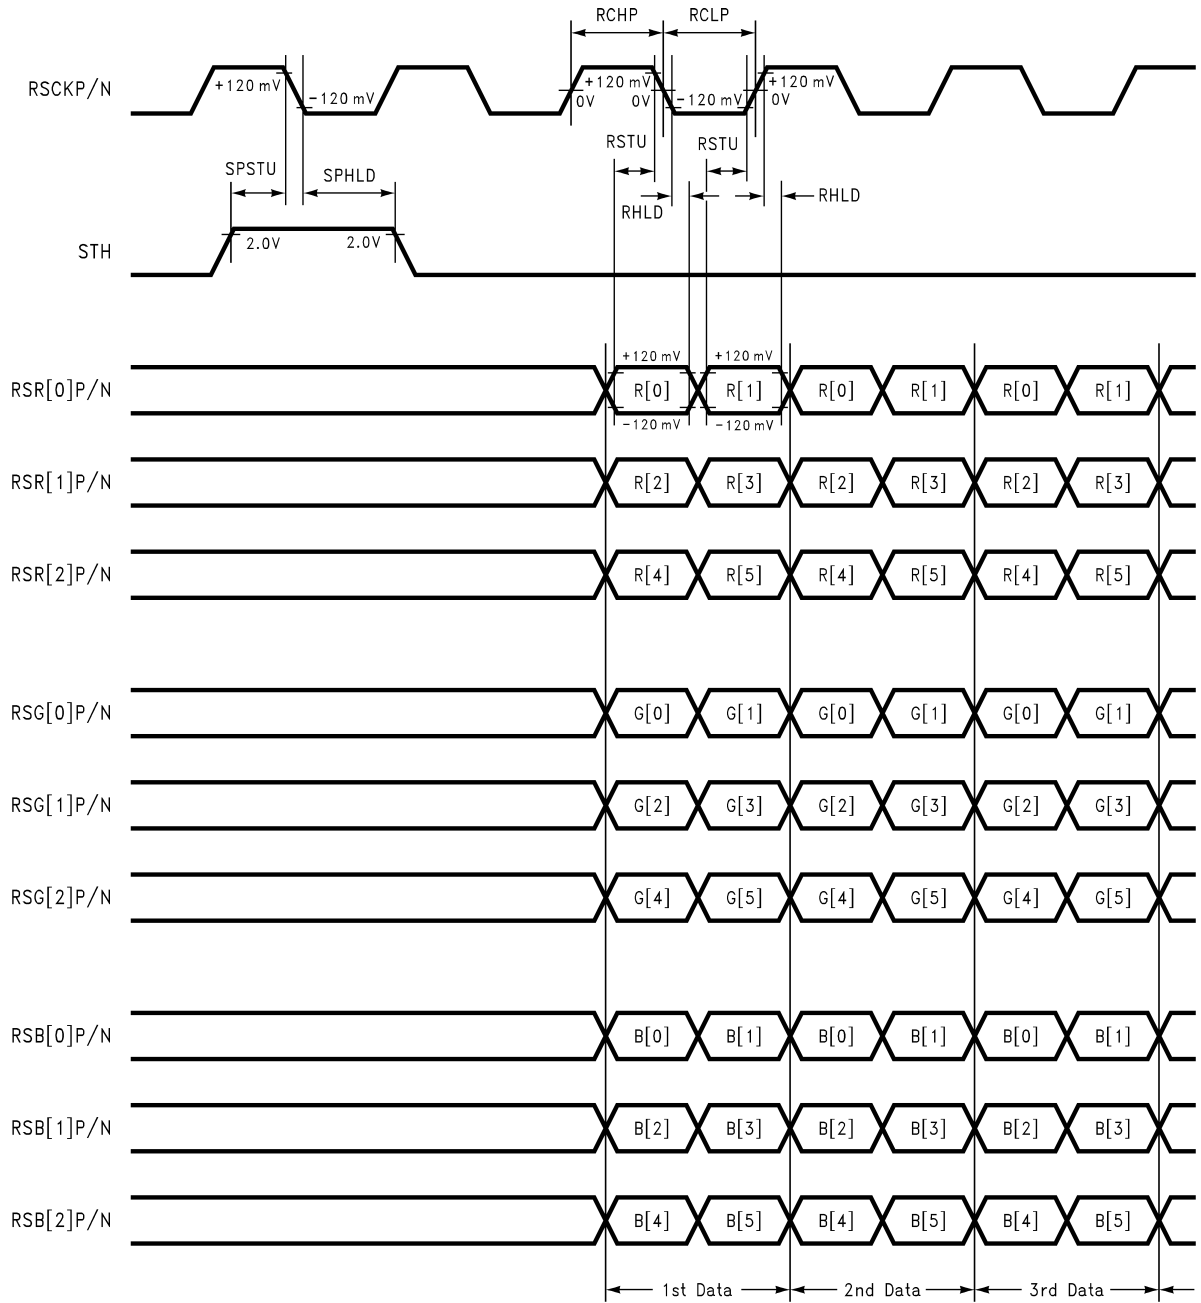 RCHP RCLP
RSCKP/N +120 mV -120 mV +120 mV +120 mV
0V 0V -120 mV 0V
RSTU RSTU
SPSTU SPHLD
RHLD RHLD
STH 2.0V 2.0V
+120 mV +120 mV
RSR[0]P/N R[0] R[1] R[0] R[1] R[0] R[1]
-120 mV -120 mV
RSR[1]P/N R[2] R[3] R[2] R[3] R[2] R[3]
RSR[2]P/N R[4] R[5] R[4] R[5] R[4] R[5]
RSG[0]P/N G[0] G[1] G[0] G[1] G[0] G[1]
RSG[1]P/N G[2] G[3] G[2] G[3] G[2] G[3]
RSG[2]P/N G[4] G[5] G[4] G[5] G[4] G[5]
RSB[0]P/N B[0] B[1] B[0] B[1] B[0] B[1]
RSB[1]P/N B[2] B[3] B[2] B[3] B[2] B[3]
RSB[2]P/N B[4] B[5] B[4] B[5] B[4] B[5]
1st Data 2nd Data 3rd Data